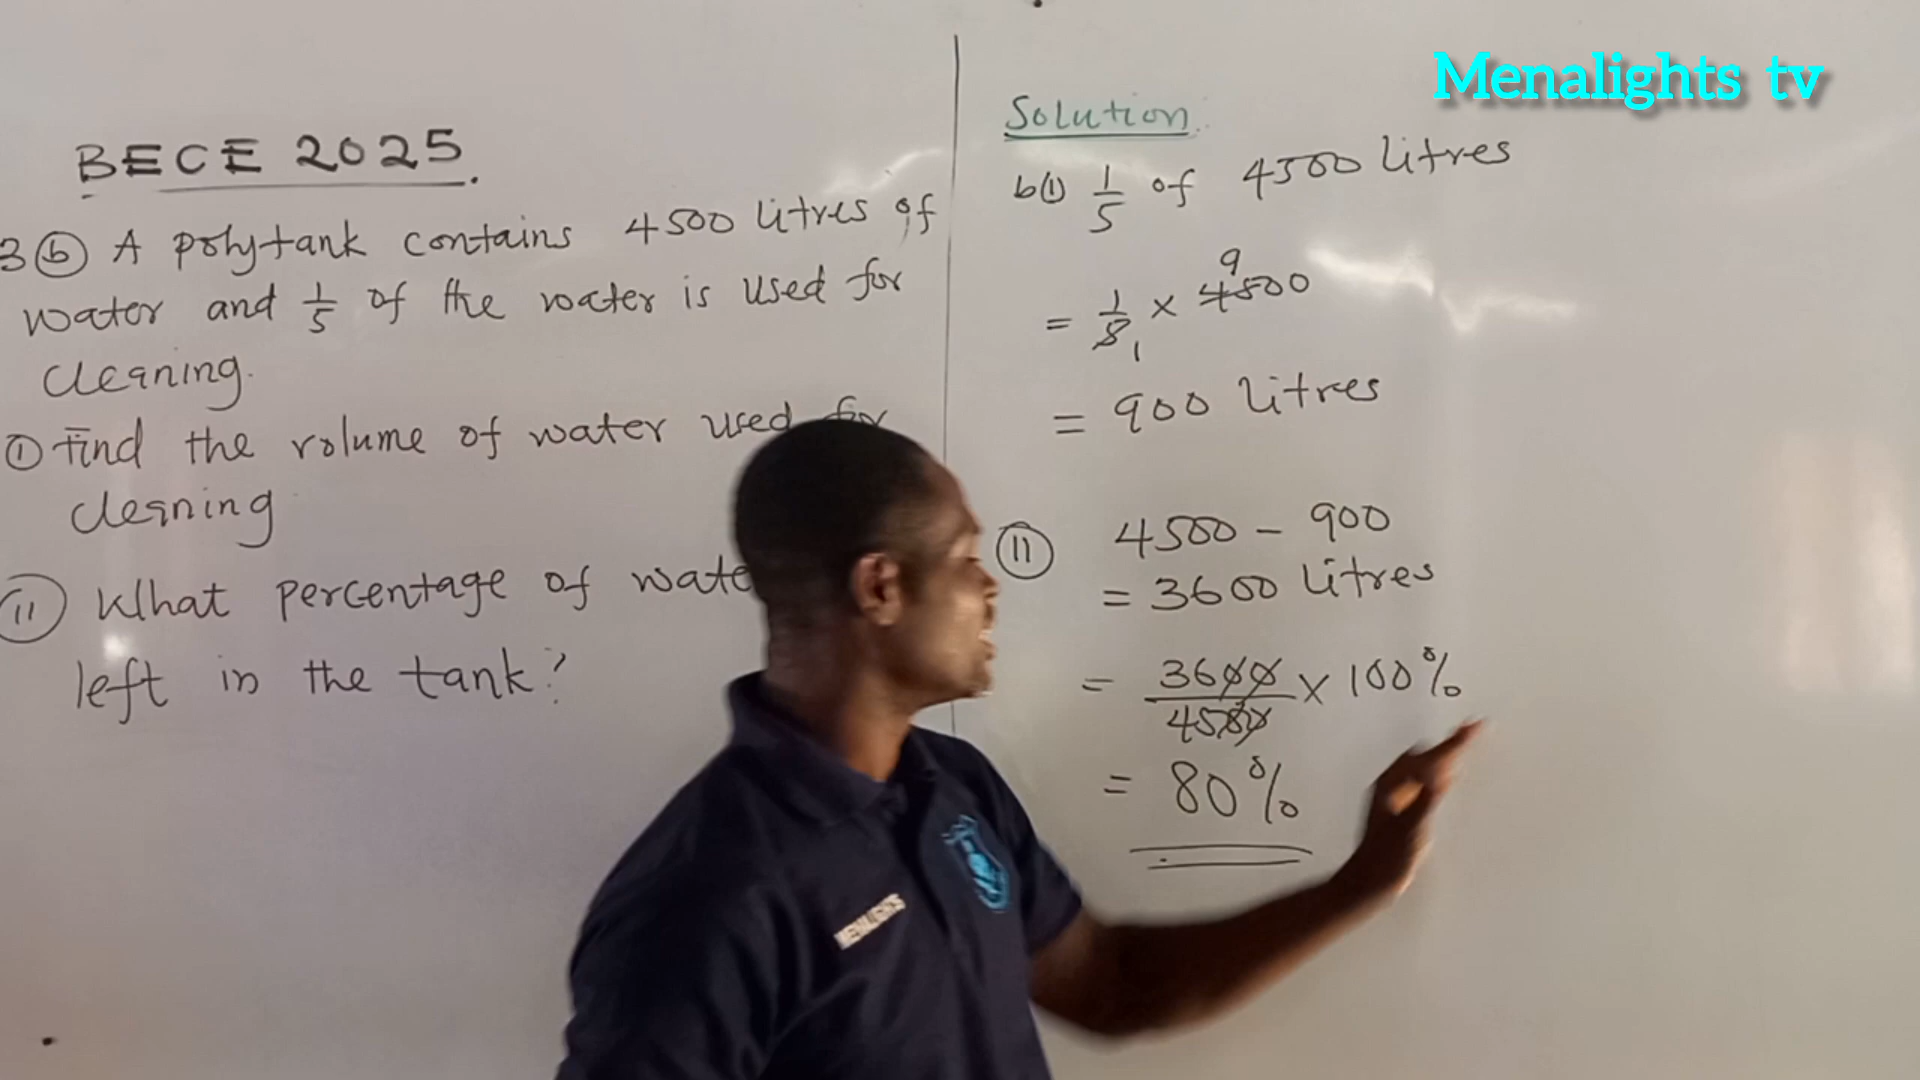 Menalights tv
BECE 2025.
3 (b) A polytank contains 4500 litres of
water and 1/5 of the water is used for
cleaning.
(i) Find the volume of water used for
cleaning
(ii) What percentage of
left in the tank?
Solution
b(i) 1/5 of 4500 litres
= 1/5 1 × 4500 9
= 900 litres
(ii) 4500 - 900
= 3600 litres
= 3600/4500 × 100%
= 80%
MENALIGHTS